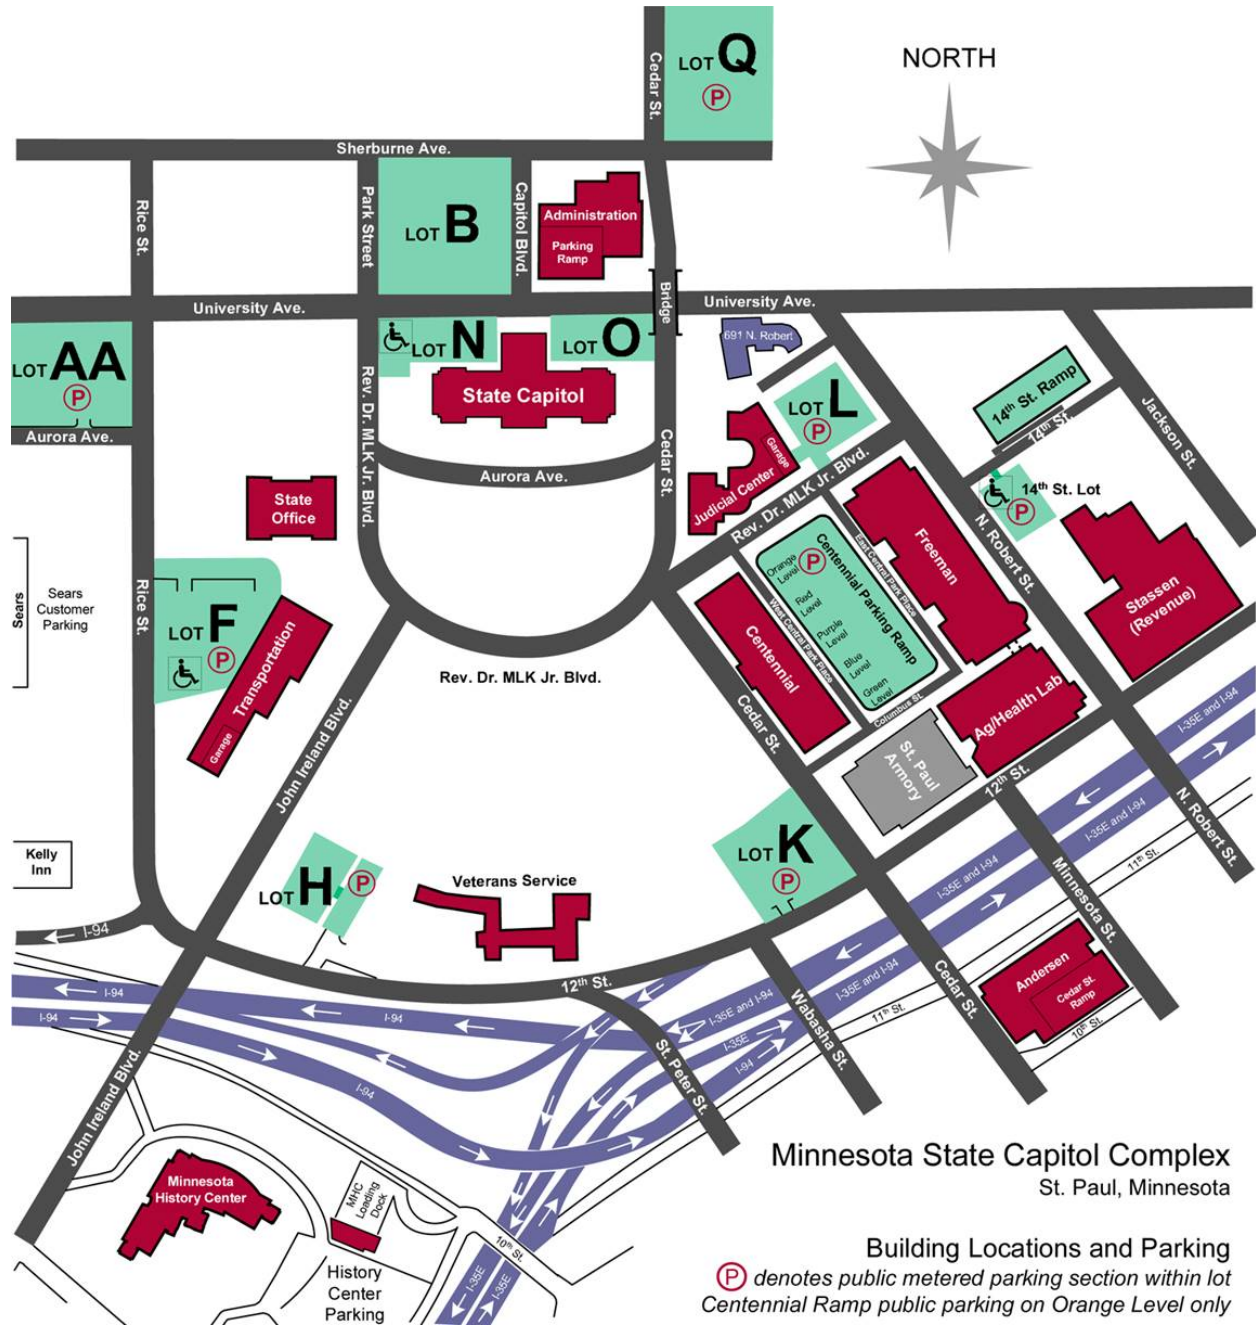 Cedar St.
LOT Q
P
NORTH
Sherburne Ave.
Rice St.
Park Street
LOT B
Capitol Blvd.
Administration
Parking
Ramp
Bridge
University Ave.
University Ave.
LOT AA
P
Aurora Ave.
LOT N
LOT O
State Capitol
691 N. Robert
Rev. Dr. MLK Jr. Blvd.
Aurora Ave.
Cedar St.
LOT L
P
Garage
Judicial Center
Rev. Dr. MLK Jr. Blvd.
14th St. Ramp
14th St.
Jackson St.
14th St. Lot
P
State
Office
N. Robert St.
Freeman
East Central Park Place
Centennial Parking Ramp
P
Orange
Level
Red
Level
Purple
Level
Blue
Level
Green
Level
West Central Park Place
Centennial
Columbus St.
Stassen
(Revenue)
Sears
Sears
Customer
Parking
Rice St.
LOT F
P
Transportation
Garage
Rev. Dr. MLK Jr. Blvd.
John Ireland Blvd.
Cedar St.
Ag/Health Lab
St. Paul
Armory
12th St.
I-35E and I-94
I-35E and I-94
N. Robert St.
Kelly
Inn
LOT H
P
Veterans Service
LOT K
P
I-35E and I-94
11th St.
Minnesota St.
I-94
12th St.
I-94
I-94
I-94
I-35E and I-94
I-35E and I-94
I-35E
I-94
I-94
Wabasha St.
11th St.
Cedar St.
Andersen
Cedar St.
Ramp
10th St.
St. Peter St.
John Ireland Blvd.
Minnesota
History Center
MHC
Loading
Dock
10th St.
I-35E
I-35E
History
Center
Parking
Minnesota State Capitol Complex
St. Paul, Minnesota
Building Locations and Parking
P denotes public metered parking section within lot
Centennial Ramp public parking on Orange Level only